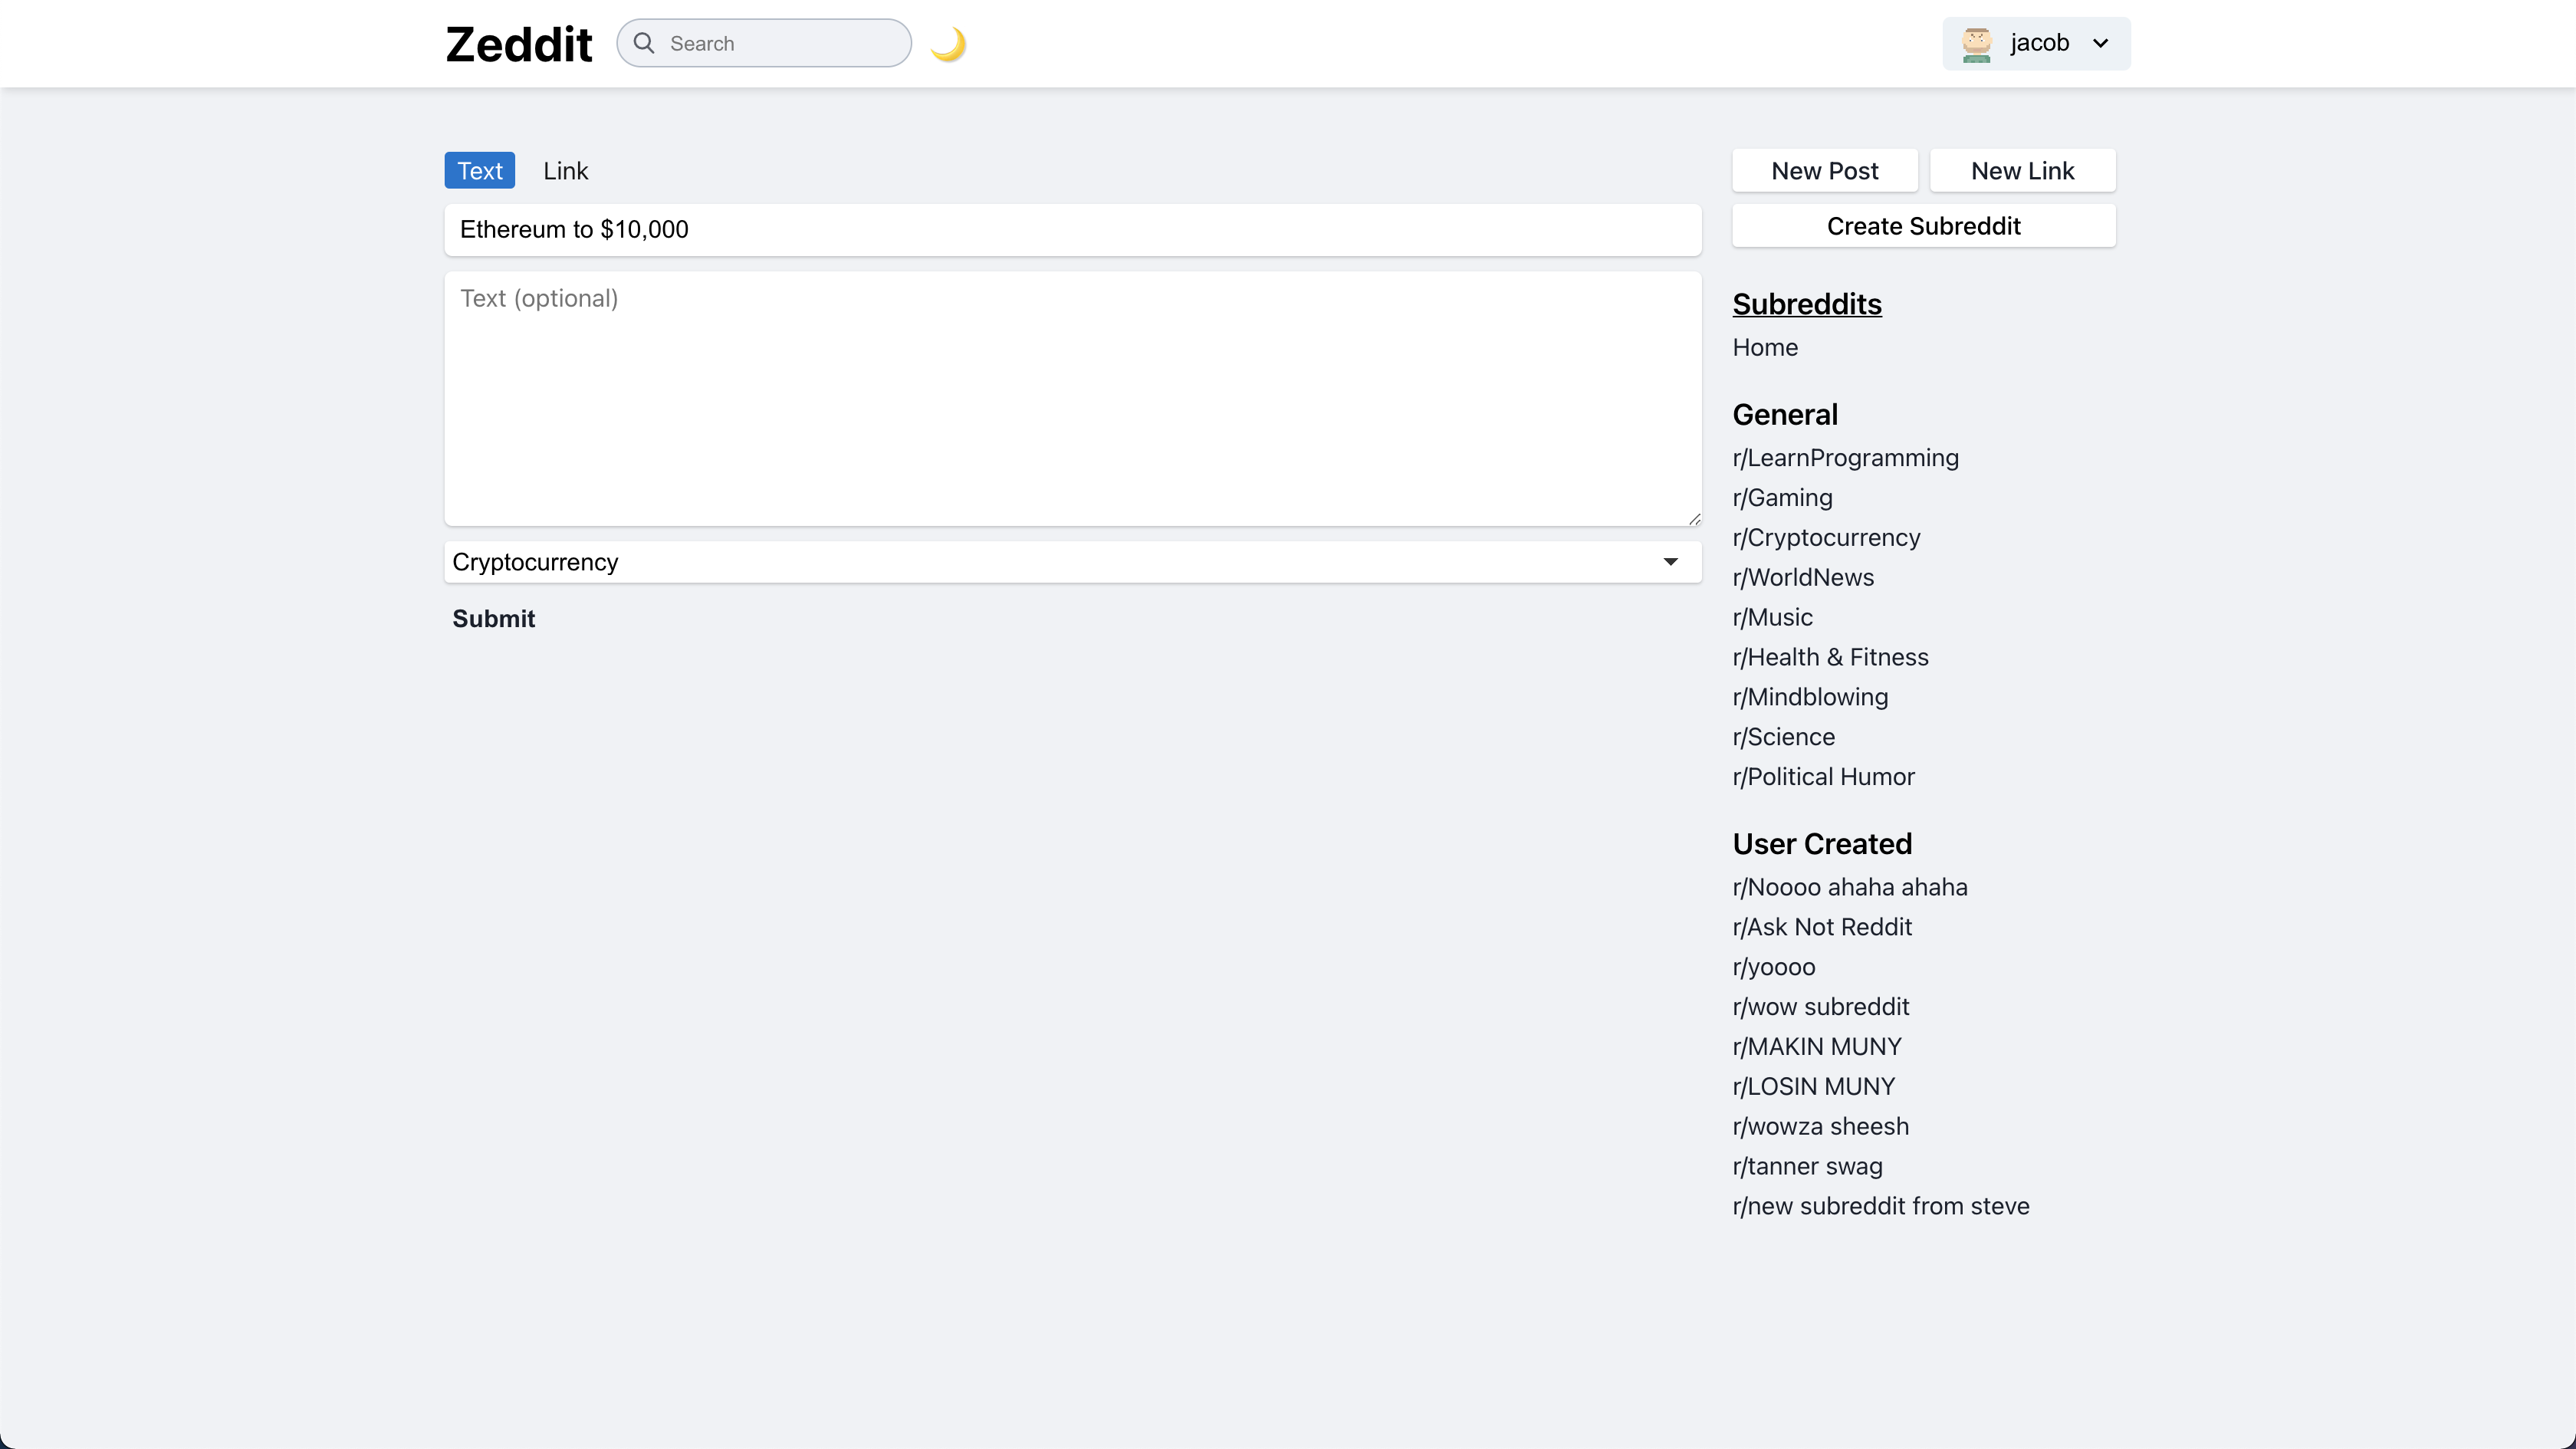 Zeddit
Search
jacob
Text
Link
Ethereum to $10,000
Text (optional)
Cryptocurrency
Submit
New Post
New Link
Create Subreddit
Subreddits
Home
General
r/LearnProgramming
r/Gaming
r/Cryptocurrency
r/WorldNews
r/Music
r/Health & Fitness
r/Mindblowing
r/Science
r/Political Humor
User Created
r/Noooo ahaha ahaha
r/Ask Not Reddit
r/yoooo
r/wow subreddit
r/MAKIN MUNY
r/LOSIN MUNY
r/wowza sheesh
r/tanner swag
r/new subreddit from steve